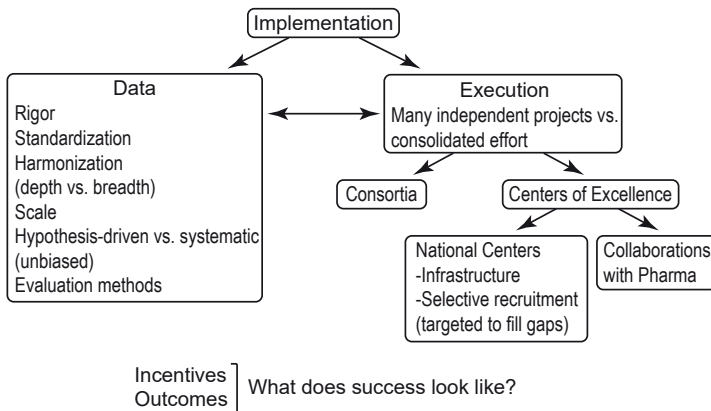 Implementation
Data
Rigor
Standardization
Harmonization
(depth vs. breadth)
Scale
Hypothesis-driven vs. systematic
(unbiased)
Evaluation methods
Execution
Many independent projects vs.
consolidated effort
Consortia
Centers of Excellence
National Centers
-Infrastructure
-Selective recruitment
(targeted to fill gaps)
Collaborations
with Pharma
Incentives
Outcomes
What does success look like?